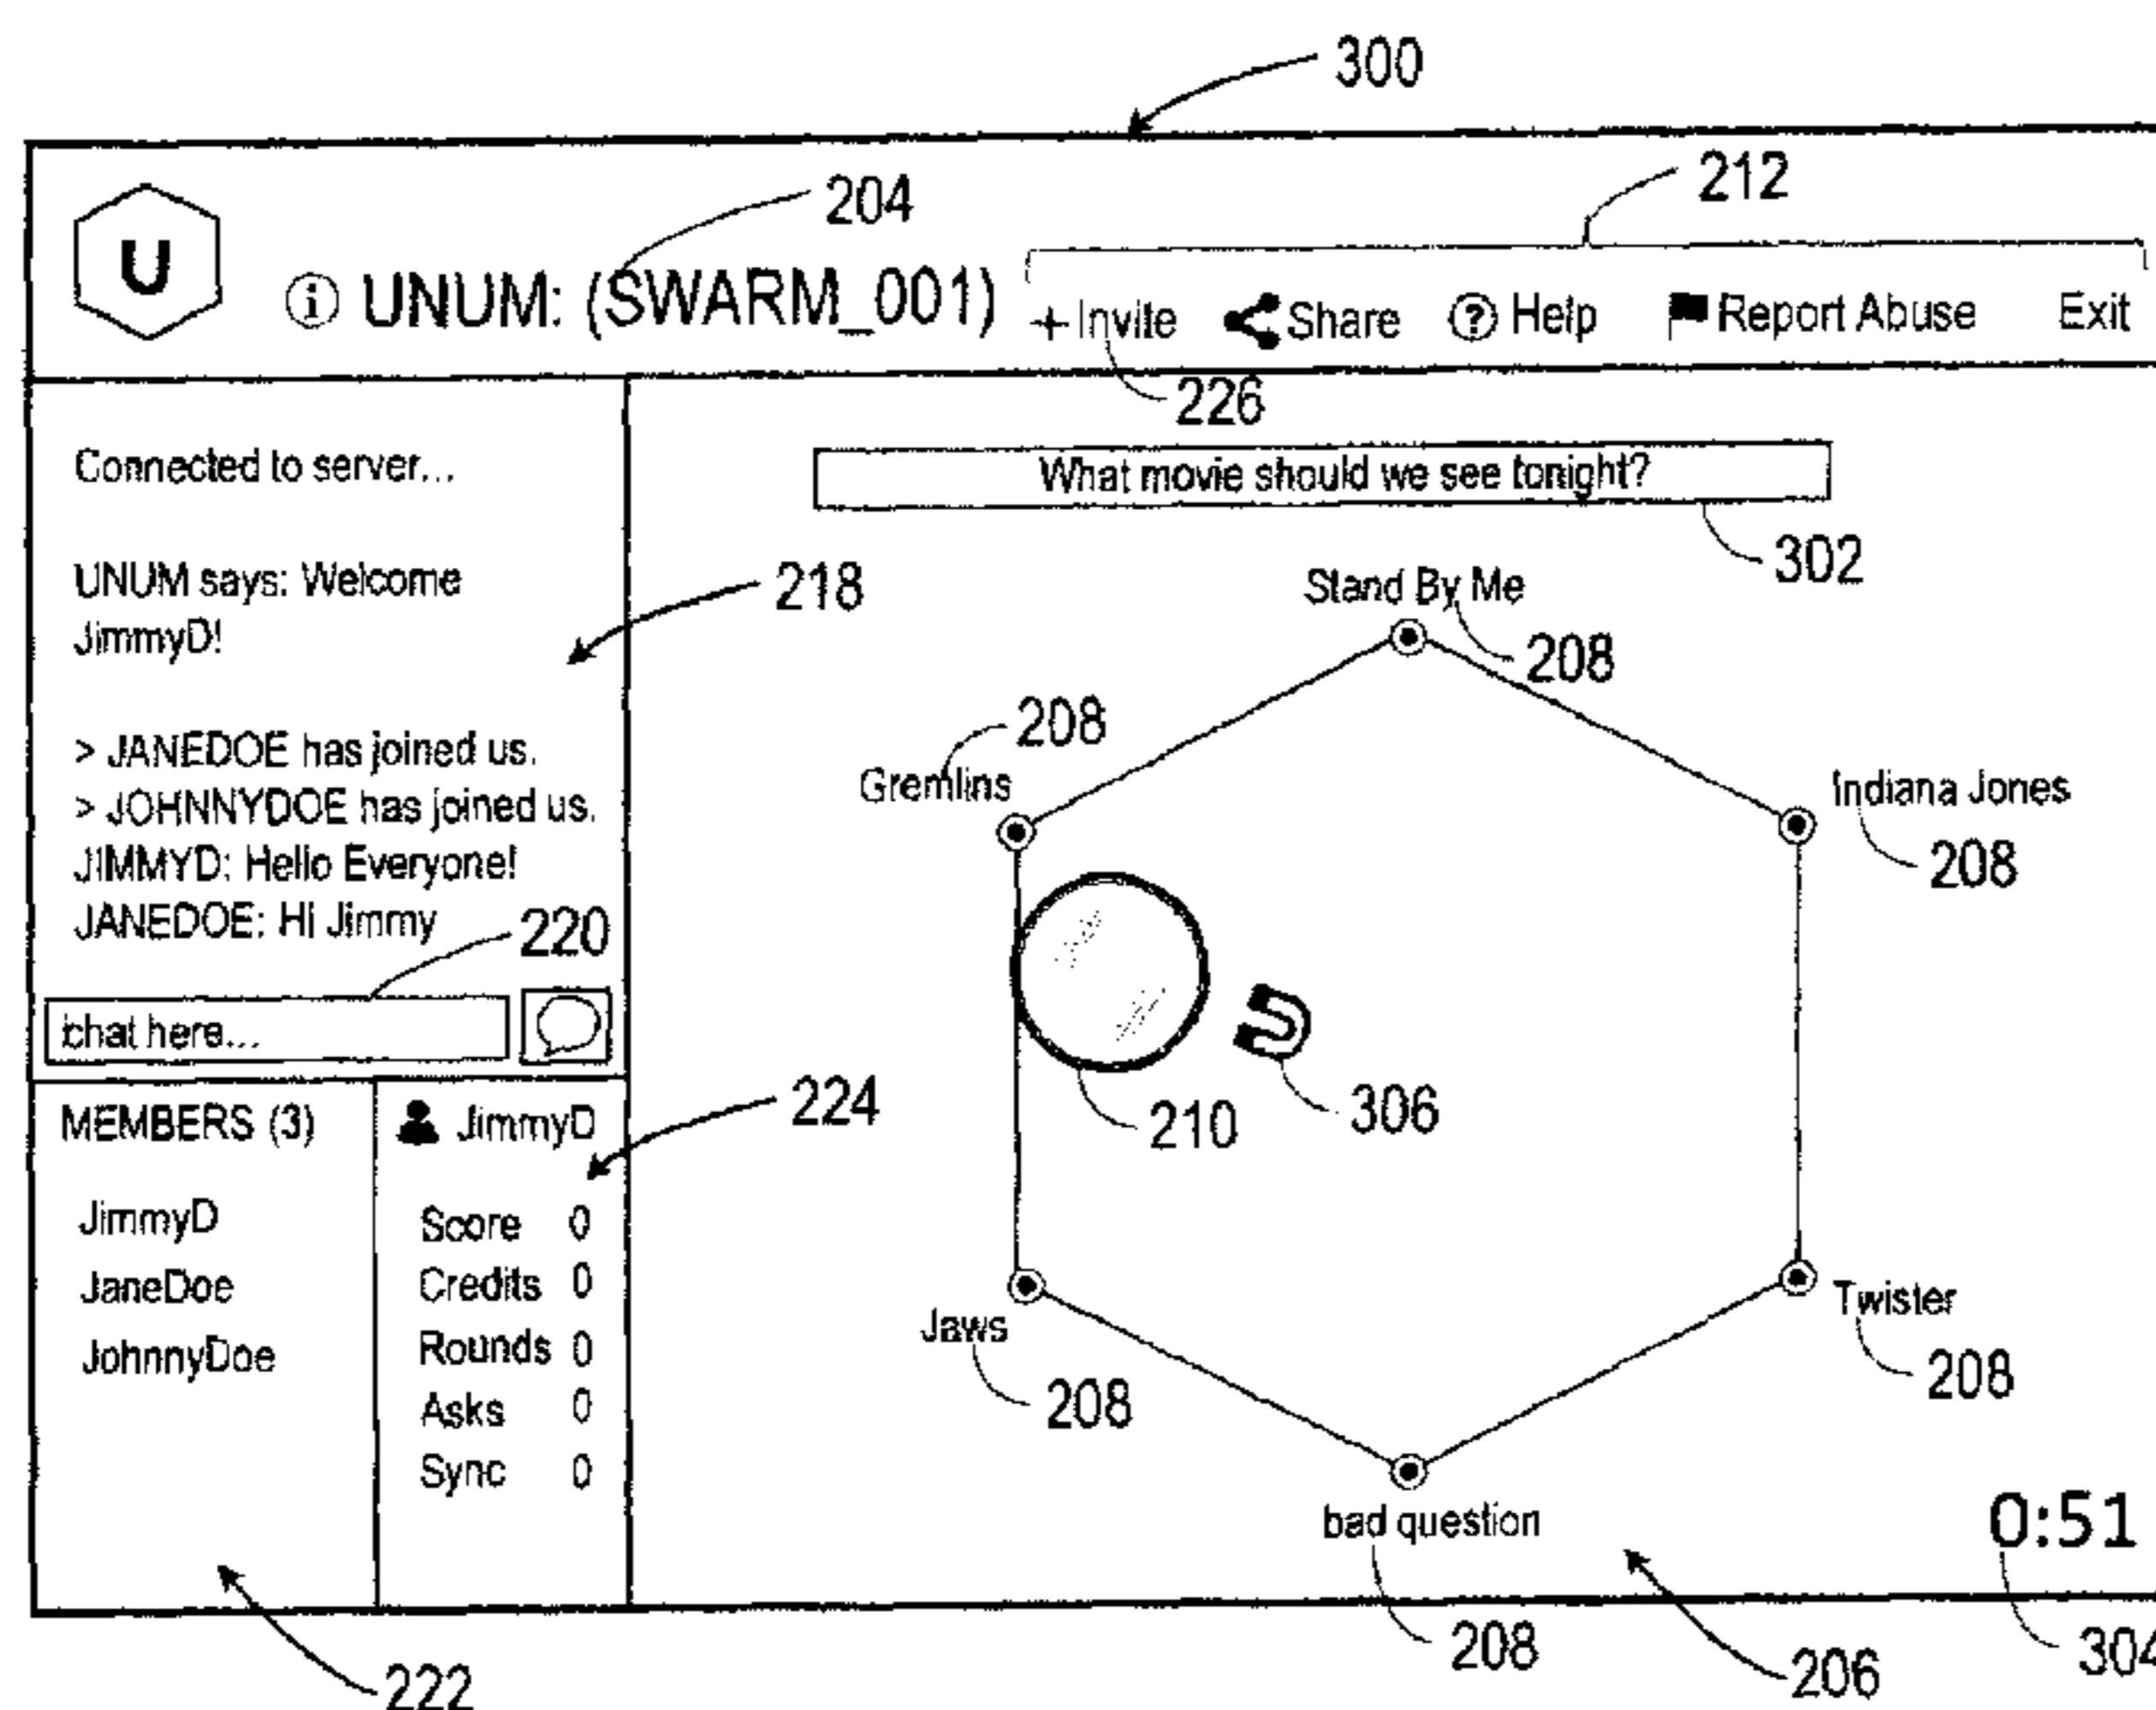 300
212
204
U
i UNUM: (SWARM_001)
+ Invite Share ? Help Report Abuse Exit
226
Connected to server...
UNUM says: Welcome
JimmyD!
218
> JANEDOE has joined us.
> JOHNNYDOE has joined us.
JIMMYD: Hello Everyone!
JANEDOE: Hi Jimmy
220
chat here...
MEMBERS (3)
JimmyD
JaneDoe
JohnnyDoe
222
JimmyD
224
Score 0
Credits 0
Rounds 0
Asks 0
Sync 0
What movie should we see tonight?
302
Stand By Me
208
208
Gremlins
Indiana Jones
208
210
306
Jaws
208
Twister
208
bad question
208
206
0:51
304